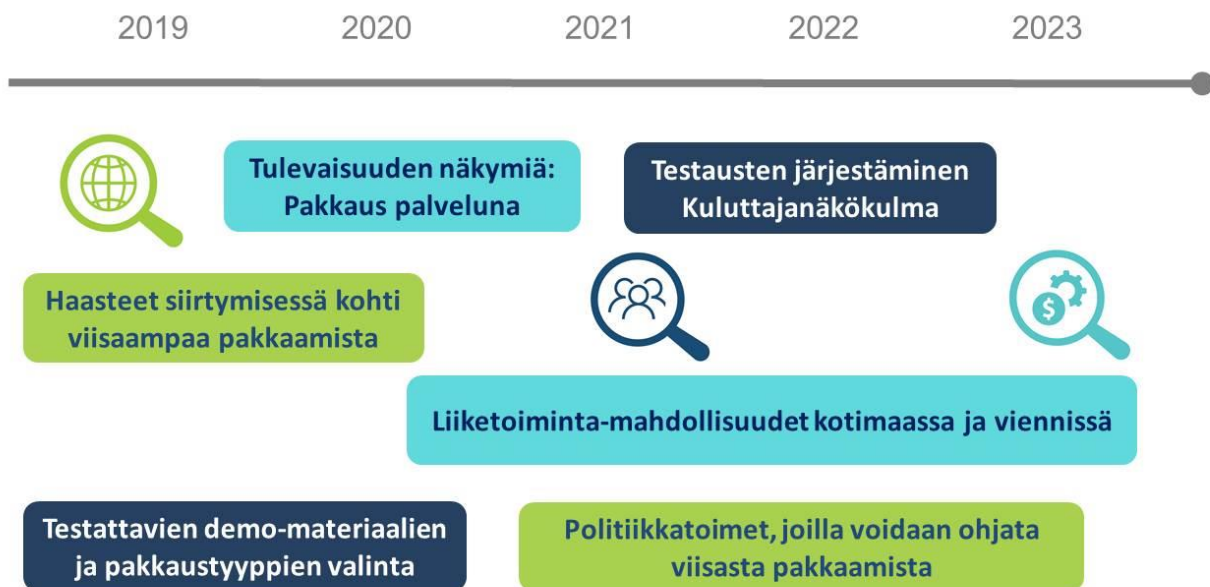 2019 2020 2021 2022 2023
Tulevaisuuden näkymiä:
Pakkaus palveluna
Testausten järjestäminen
Kuluttajanäkökulma
Haasteet siirtymisessä kohti
viisaampaa pakkaamista
$
Liiketoiminta-mahdollisuudet kotimaassa ja viennissä
Testattavien demo-materiaalien
ja pakkaustyyppien valinta
Politiikkatoimet, joilla voidaan ohjata
viisasta pakkaamista